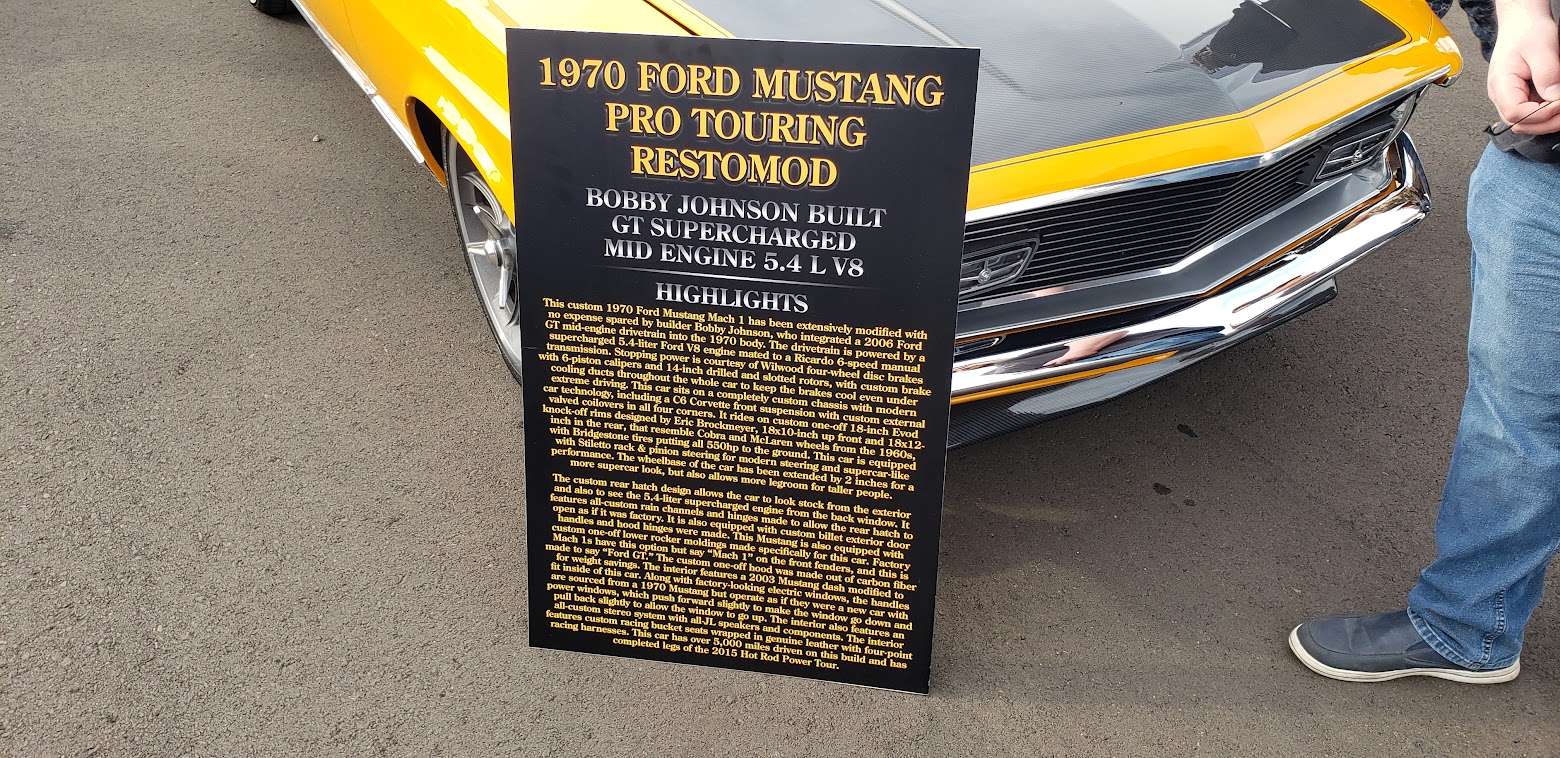 1970 FORD MUSTANG
PRO TOURING
RESTOMOD
BOBBY JOHNSON BUILT
GT SUPERCHARGED
MID ENGINE 5.4 L V8
HIGHLIGHTS
This custom 1970 Ford Mustang Mach 1 has been extensively modified with
no expense spared by builder Bobby Johnson, who integrated a 2006 Ford
GT mid-engine drivetrain into the 1970 body. The drivetrain is powered by a
supercharged 5.4-liter Ford V8 engine mated to a Ricardo 6-speed manual
transmission. Stopping power is courtesy of Wilwood four-wheel disc brakes
with 6-piston calipers and 14-inch drilled and slotted rotors, with custom brake
cooling ducts throughout the whole car to keep the brakes cool even under
extreme driving. This car sits on a completely custom chassis with modern
car technology, including a C6 Corvette front suspension with custom external
valved coilovers in all four corners. It rides on custom one-off 18-inch Evod
knock-off rims designed by Eric Brockmeyer, 18x10-inch up front and 18x12-
inch in the rear, that resemble Cobra and McLaren wheels from the 1960s,
with Bridgestone tires putting all 550hp to the ground. This car is equipped
with Stiletto rack & pinion steering for modern steering and supercar-like
performance. The wheelbase of the car has been extended by 2 inches for a
more supercar look, but also allows more legroom for taller people.
The custom rear hatch design allows the car to look stock from the exterior
and also to see the 5.4-liter supercharged engine from the back window. It
features all-custom rain channels and hinges made to allow the rear hatch to
open as if it was factory. It is also equipped with custom billet exterior door
handles and hood hinges were made. This Mustang is also equipped with
custom one-off lower rocker moldings made specifically for this car. Factory
Mach 1s have this option but say "Mach 1" on the front fenders, and this is
made to say "Ford GT." The custom one-off hood was made out of carbon fiber
for weight savings. The interior features a 2003 Mustang dash modified to
fit inside of this car. Along with factory-looking electric windows, the handles
are sourced from a 1970 Mustang but operate as if they were a new car with
power windows, which push forward slightly to make the window go down and
pull back slightly to allow the window to go up. The interior also features an
all-custom stereo system with all-JL speakers and components. The interior
features custom racing bucket seats wrapped in genuine leather with four-point
racing harnesses. This car has over 5,000 miles driven on this build and has
completed legs of the 2015 Hot Rod Power Tour.